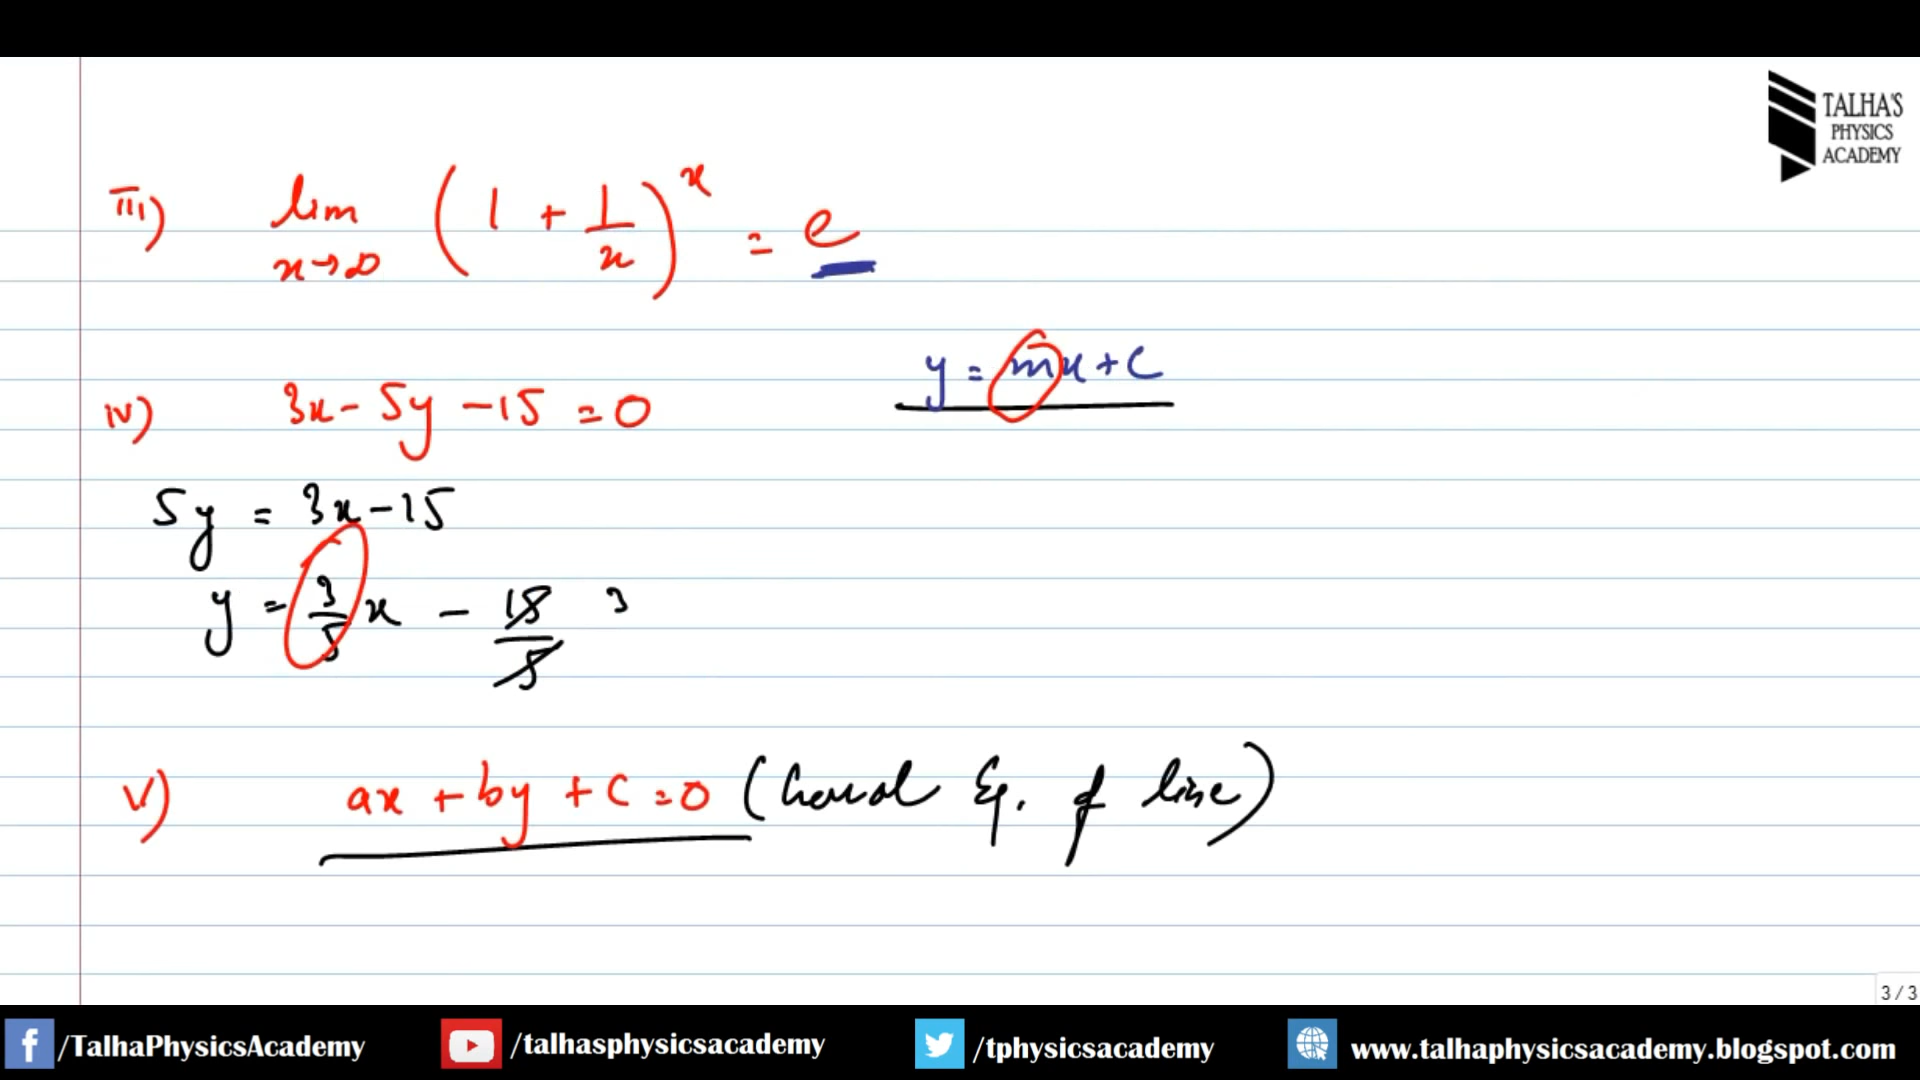 TALHA'S
PHYSICS
ACADEMY
iii) lim x→∞ (1 + 1/x)^x = e
y = mx + c
iv) 3x - 5y - 15 = 0
5y = 3x - 15
y = 3/5 x - 15/5 3
v) ax + by + c = 0 ( Eq. of line)
3 / 3
/TalhaPhysicsAcademy
/talhasphysicsacademy
/tphysicsacademy
www.talhaphysicsacademy.blogspot.com